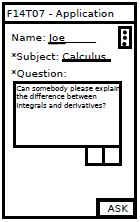 F14T07 - Application
Name: Joe
*Subject: Calculus
*Question:
Can somebody please explain
the difference between
integrals and derivatives?
ASK